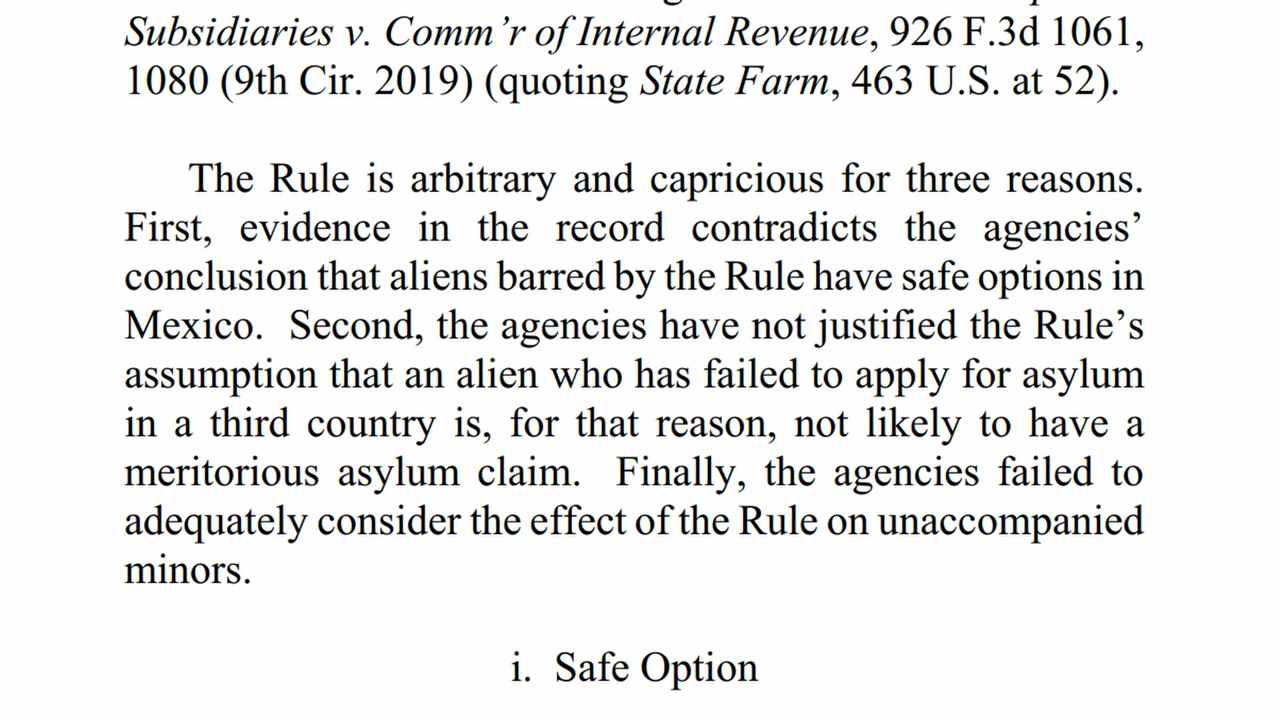 Subsidiaries v. Comm’r of Internal Revenue, 926 F.3d 1061,
1080 (9th Cir. 2019) (quoting State Farm, 463 U.S. at 52).
The Rule is arbitrary and capricious for three reasons.
First, evidence in the record contradicts the agencies’
conclusion that aliens barred by the Rule have safe options in
Mexico. Second, the agencies have not justified the Rule’s
assumption that an alien who has failed to apply for asylum
in a third country is, for that reason, not likely to have a
meritorious asylum claim. Finally, the agencies failed to
adequately consider the effect of the Rule on unaccompanied
minors.
i. Safe Option